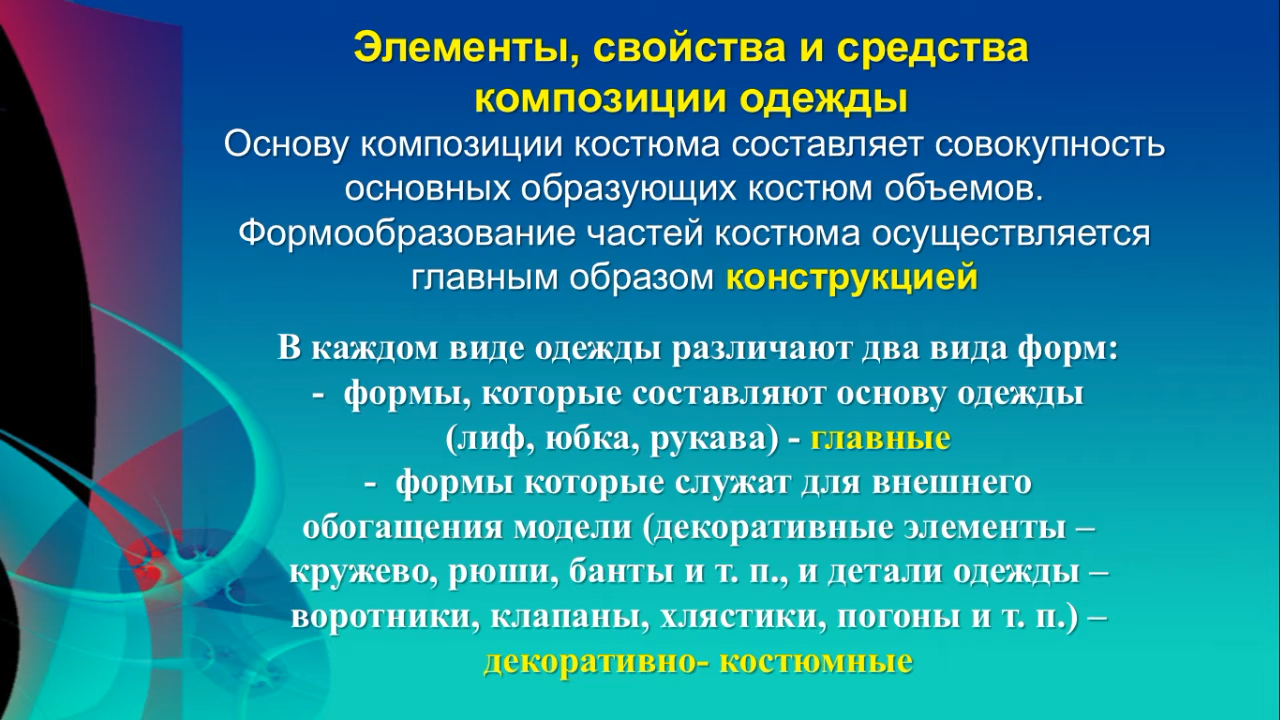 Элементы, свойства и средства
композиции одежды
Основу композиции костюма составляет совокупность
основных образующих костюм объемов.
Формообразование частей костюма осуществляется
главным образом конструкцией
В каждом виде одежды различают два вида форм:
- формы, которые составляют основу одежды
(лиф, юбка, рукава) - главные
- формы которые служат для внешнего
обогащения модели (декоративные элементы –
кружево, рюши, банты и т. п., и детали одежды –
воротники, клапаны, хлястики, погоны и т. п.) –
декоративно- костюмные